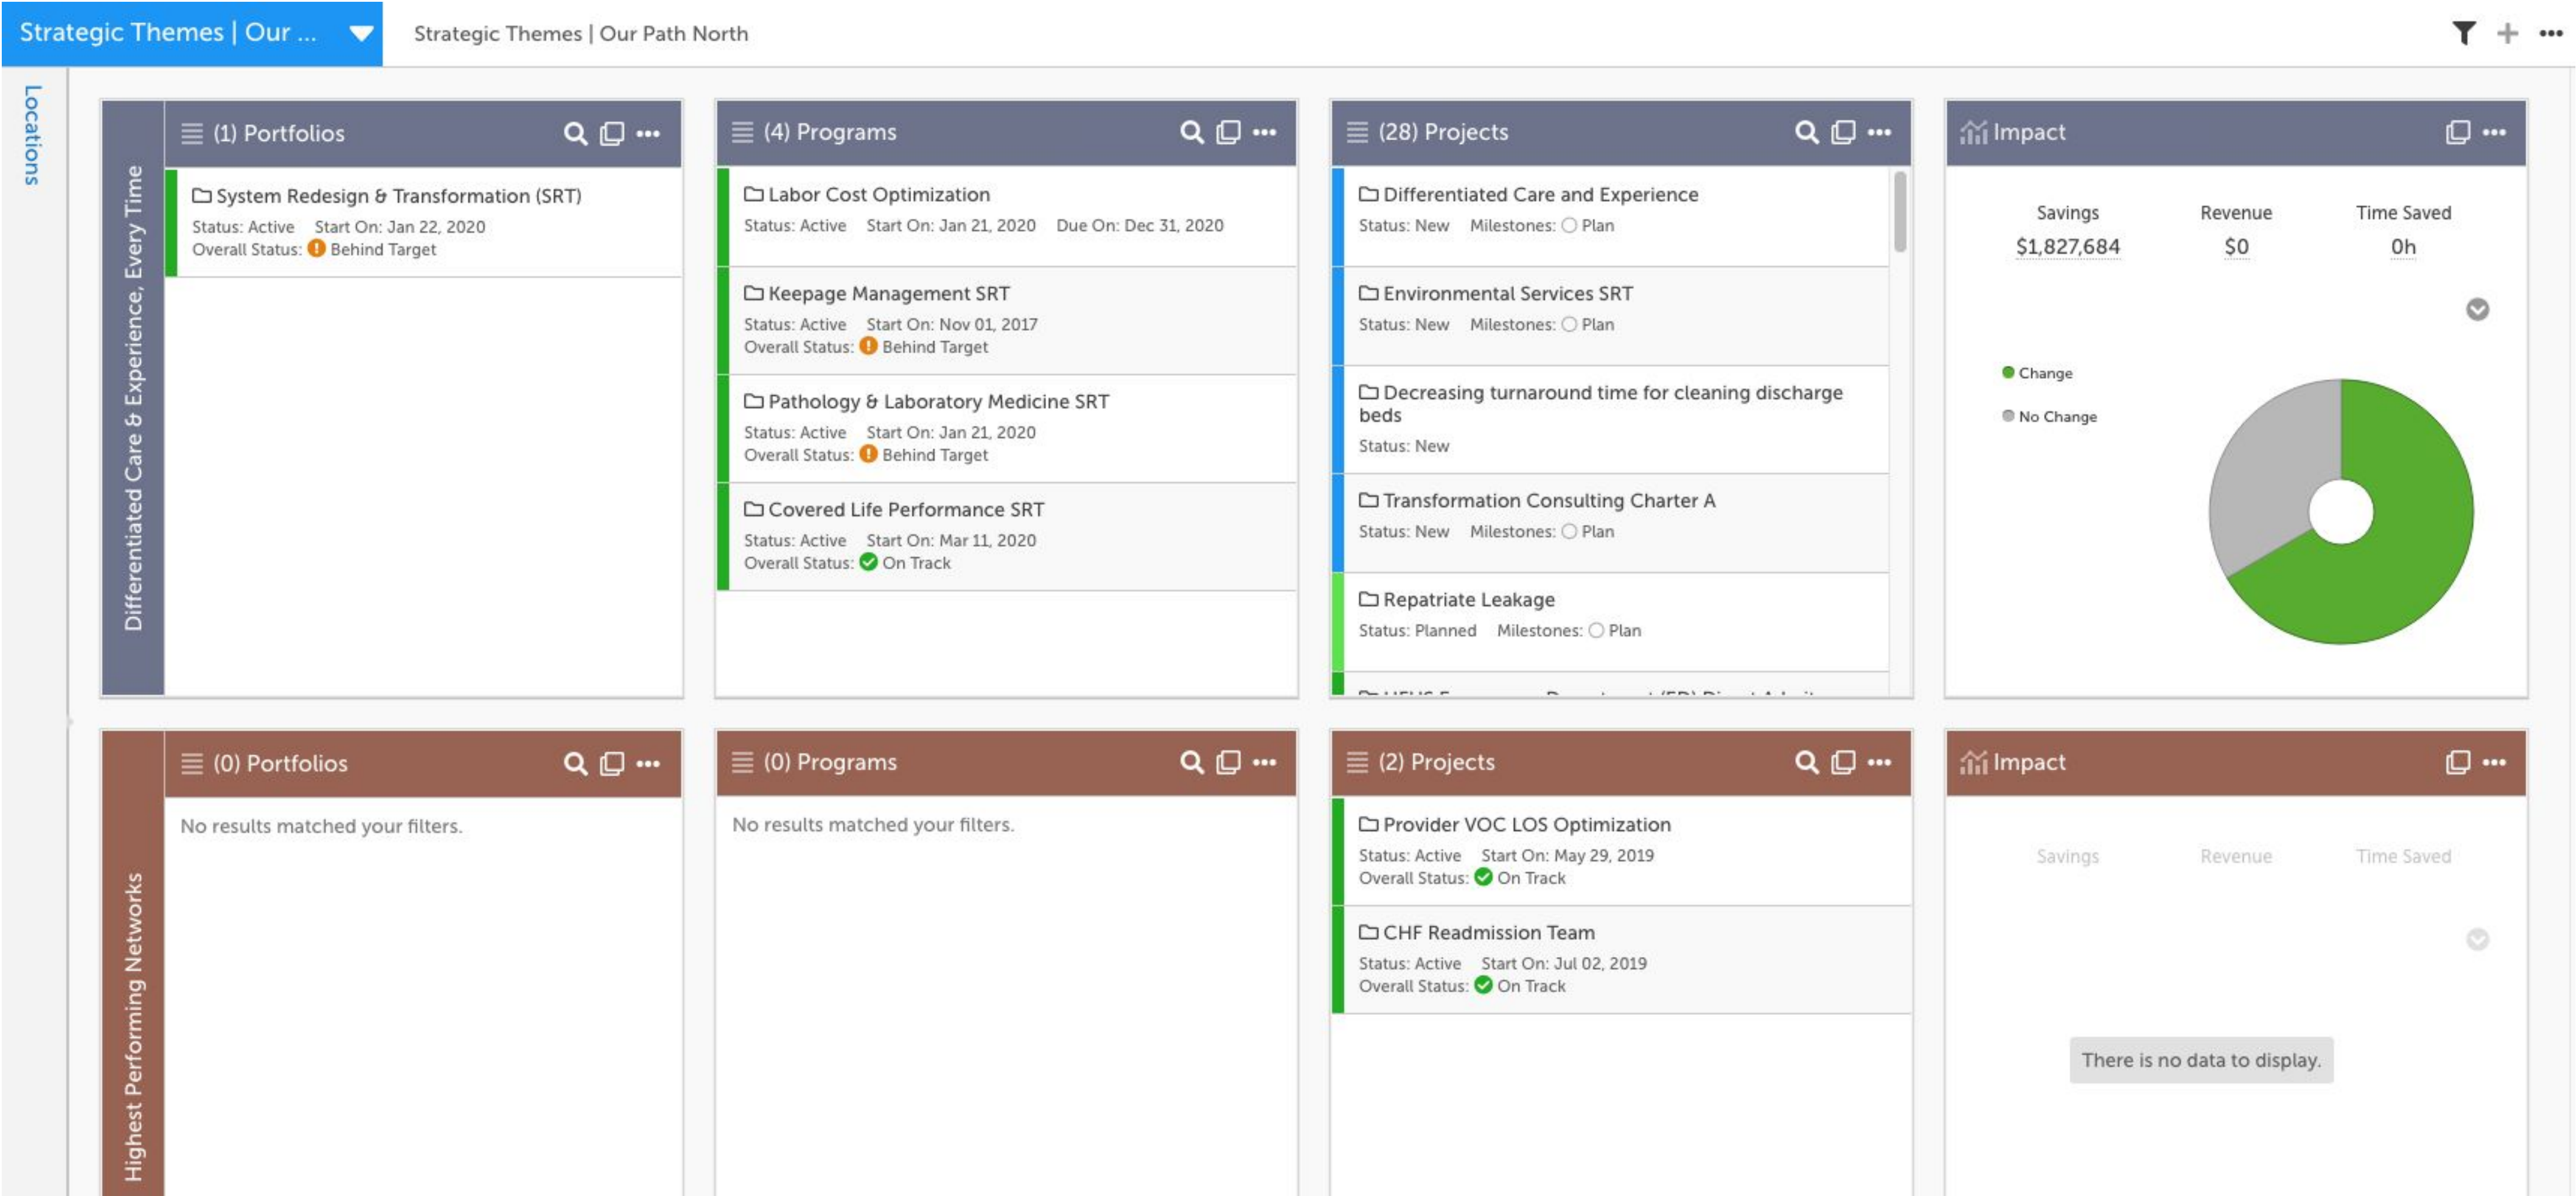 Strategic Themes | Our ...
Strategic Themes | Our Path North
Locations
Differentiated Care & Experience, Every Time
(1) Portfolios
System Redesign & Transformation (SRT)
Status: Active Start On: Jan 22, 2020
Overall Status: Behind Target
(4) Programs
Labor Cost Optimization
Status: Active Start On: Jan 21, 2020 Due On: Dec 31, 2020
Keepage Management SRT
Status: Active Start On: Nov 01, 2017
Overall Status: Behind Target
Pathology & Laboratory Medicine SRT
Status: Active Start On: Jan 21, 2020
Overall Status: Behind Target
Covered Life Performance SRT
Status: Active Start On: Mar 11, 2020
Overall Status: On Track
(28) Projects
Differentiated Care and Experience
Status: New Milestones: Plan
Environmental Services SRT
Status: New Milestones: Plan
Decreasing turnaround time for cleaning discharge
beds
Status: New
Transformation Consulting Charter A
Status: New Milestones: Plan
Repatriate Leakage
Status: Planned Milestones: Plan
Impact
Savings Revenue Time Saved
$1,827,684 $0 0h
Change
No Change
Highest Performing Networks
(0) Portfolios
No results matched your filters.
(0) Programs
No results matched your filters.
(2) Projects
Provider VOC LOS Optimization
Status: Active Start On: May 29, 2019
Overall Status: On Track
CHF Readmission Team
Status: Active Start On: Jul 02, 2019
Overall Status: On Track
Impact
Savings Revenue Time Saved
There is no data to display.